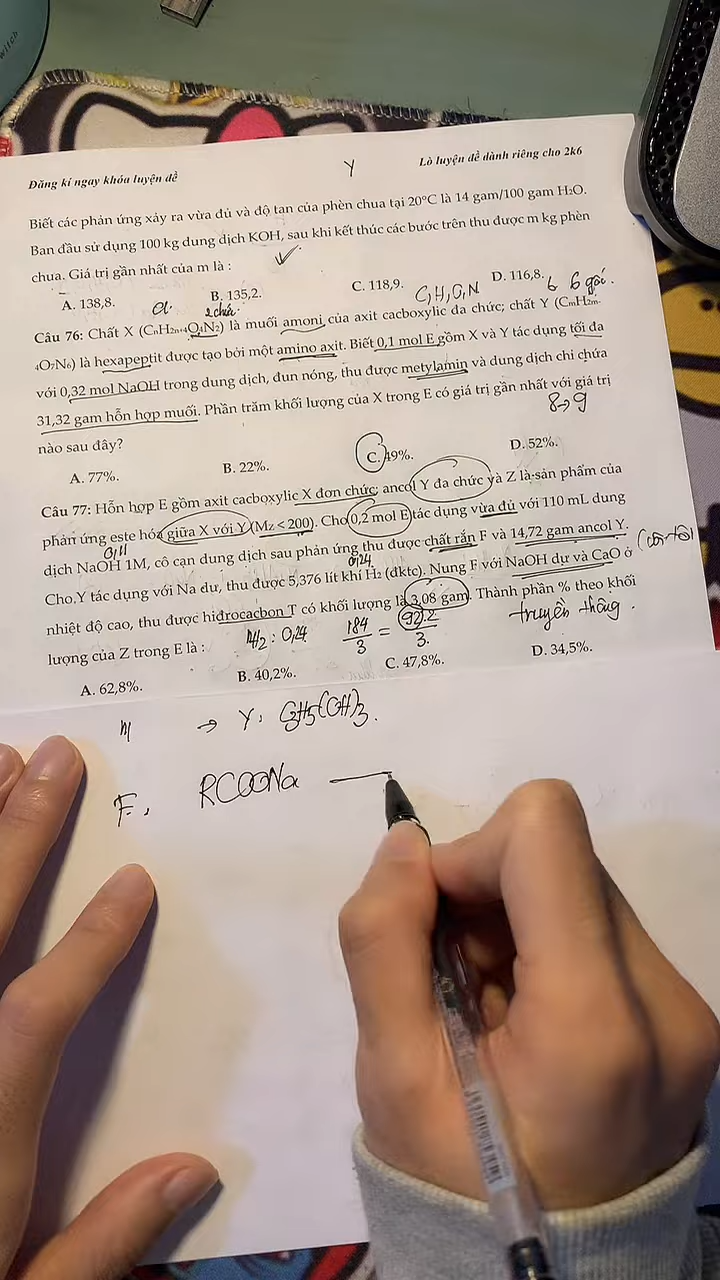 witch
Y
Đăng kí ngay khóa luyện đề
Lò luyện đề dành riêng cho 2k6
Biết các phản ứng xảy ra vừa đủ và độ tan của phèn chua tại 20°C là 14 gam/100 gam H₂O.
Ban đầu sử dụng 100 kg dung dịch KOH, sau khi kết thúc các bước trên thu được m kg phèn
chua. Giá trị gần nhất của m là :
A. 138,8. B. 135,2. C. 118,9. D. 116,8.
2 chức C, H, O, N 6 6 gốc.
Câu 76: Chất X (CₙH₂ₙ₊₄O₄N₂) là muối amoni của axit cacboxylic đa chức; chất Y (CₘH₂ₘ₋
₄O₇N₆) là hexapeptit được tạo bởi một amino axit. Biết 0,1 mol E gồm X và Y tác dụng tối đa
với 0,32 mol NaOH trong dung dịch, đun nóng, thu được metylamin và dung dịch chỉ chứa
31,32 gam hỗn hợp muối. Phần trăm khối lượng của X trong E có giá trị gần nhất với giá trị
8→9
nào sau đây?
A. 77%. B. 22%. C. 49%. D. 52%.
Câu 77: Hỗn hợp E gồm axit cacboxylic X đơn chức; ancol Y đa chức và Z là sản phẩm của
phản ứng este hóa giữa X với Y (Mz < 200). Cho 0,2 mol E tác dụng vừa đủ với 110 mL dung
0,11
dịch NaOH 1M, cô cạn dung dịch sau phản ứng thu được chất rắn F và 14,72 gam ancol Y.
0,24
Cho Y tác dụng với Na dư, thu được 5,376 lít khí H₂ (đktc). Nung F với NaOH dư và CaO ở
nhiệt độ cao, thu được hiđrocacbon T có khối lượng là 3,08 gam. Thành phần % theo khối
truyền thống.
lượng của Z trong E là :
H2 : 0,24 184/3 = 92.2/3.
A. 62,8%. B. 40,2%. C. 47,8%. D. 34,5%.
→ Y: C3H5(OH)3.
F. RCOONa